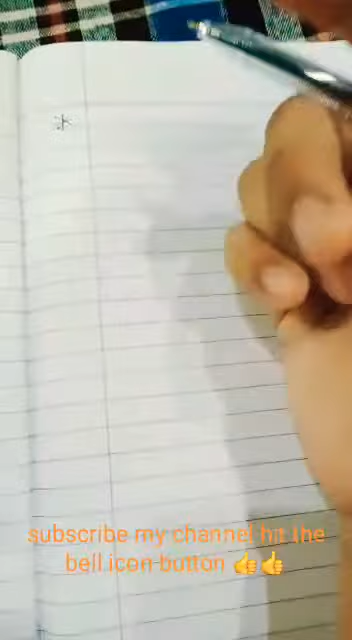 *
subscribe my channel hit the
bell icon button 👍👍